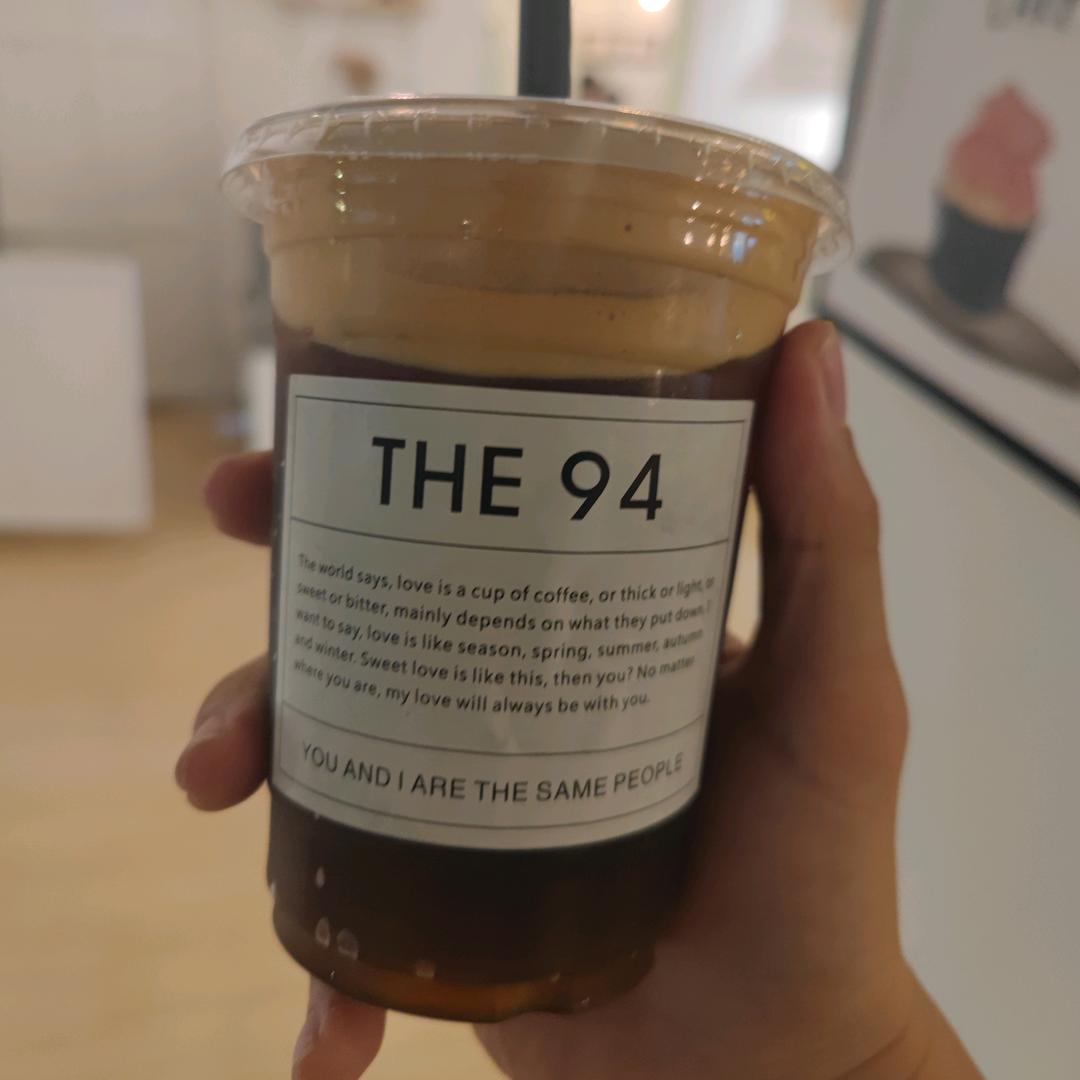 THE 94
The world says, love is a cup of coffee, or thick or light, or
sweet or bitter, mainly depends on what they put down. I
want to say, love is like season, spring, summer, autumn
and winter. Sweet love is like this, then you? No matter
where you are, my love will always be with you.
YOU AND I ARE THE SAME PEOPLE